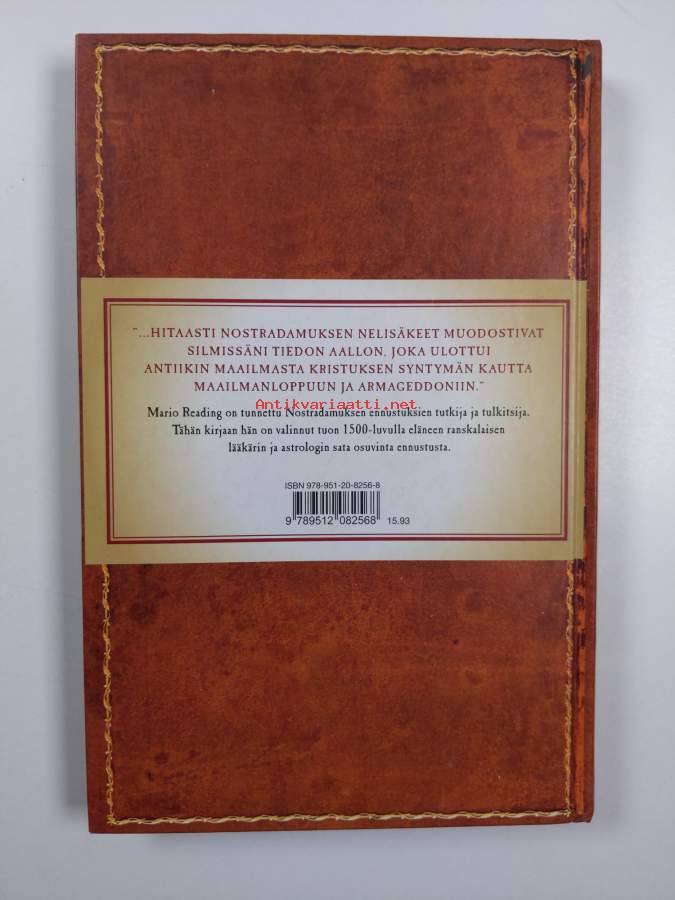 "...HITAASTI NOSTRADAMUKSEN NELISÄKEET MUODOSTIVAT
SILMISSÄNI TIEDON AALLON, JOKA ULOTTUI
ANTIIKIN MAAILMASTA KRISTUKSEN SYNTYMÄN KAUTTA
MAAILMANLOPPUUN JA ARMAGEDDONIIN."
Antikvariaatti.net
Mario Reading on tunnettu Nostradamuksen ennustuksien tutkija ja tulkitsija.
Tähän kirjaan hän on valinnut tuon 1500-luvulla eläneen ranskalaisen
lääkärin ja astrologin sata osuvinta ennustusta.
ISBN 978-951-20-8256-8
9 789512 082568 15.93